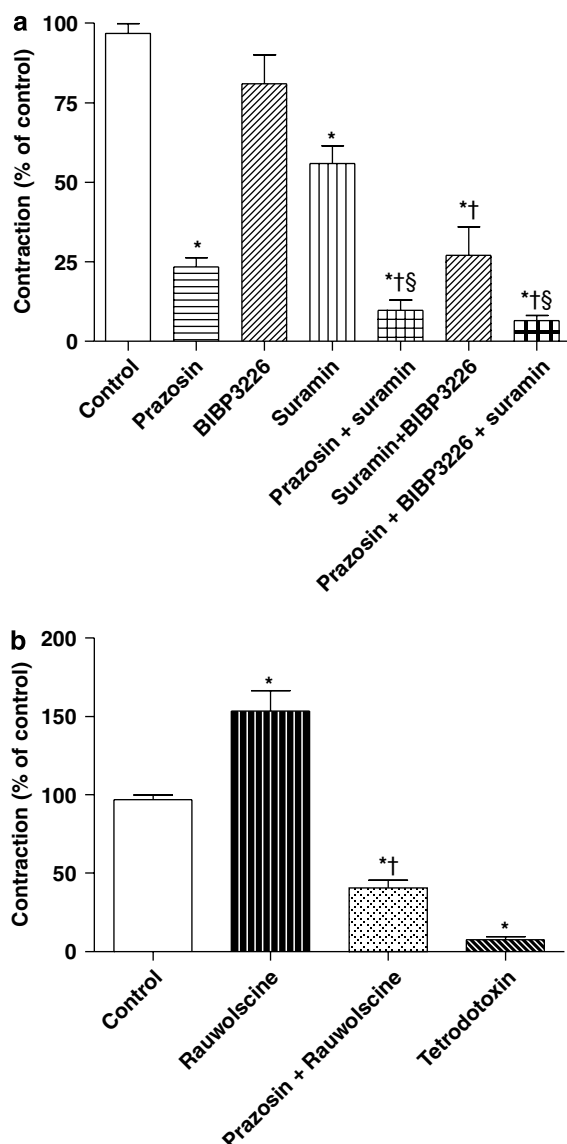 a
100
75
50
25
0
Contraction (% of control)
*
*
*†§
*†
*†§
Control
Prazosin
BIBP3226
Suramin
Prazosin + suramin
Suramin+BIBP3226
Prazosin + BIBP3226 + suramin
b
200
150
100
50
0
Contraction (% of control)
*
*†
*
Control
Rauwolscine
Prazosin + Rauwolscine
Tetrodotoxin